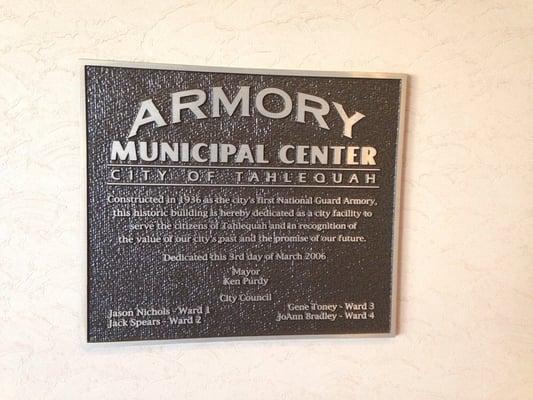 ARMORY
MUNICIPAL CENTER
CITY OF TAHLEQUAH
Constructed in 1936 as the city's first National Guard Armory,
this historic building is hereby dedicated as a city facility to
serve the citizens of Tahlequah and in recognition of
the value of our city's past and the promise of our future.
Dedicated this 3rd day of March 2006
Mayor
Ken Purdy
City Council
Jason Nichols - Ward 1
Jack Spears - Ward 2
Gene Toney - Ward 3
JoAnn Bradley - Ward 4